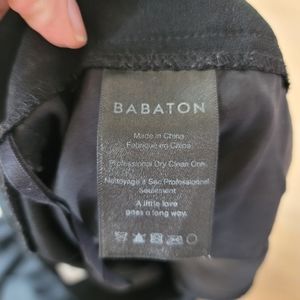 BABATON
Made in China
Fabriqué en Chine
Professional Dry Clean Only
Nettoyage à Sec Professionnel
Seulement
A little love
goes a long way.